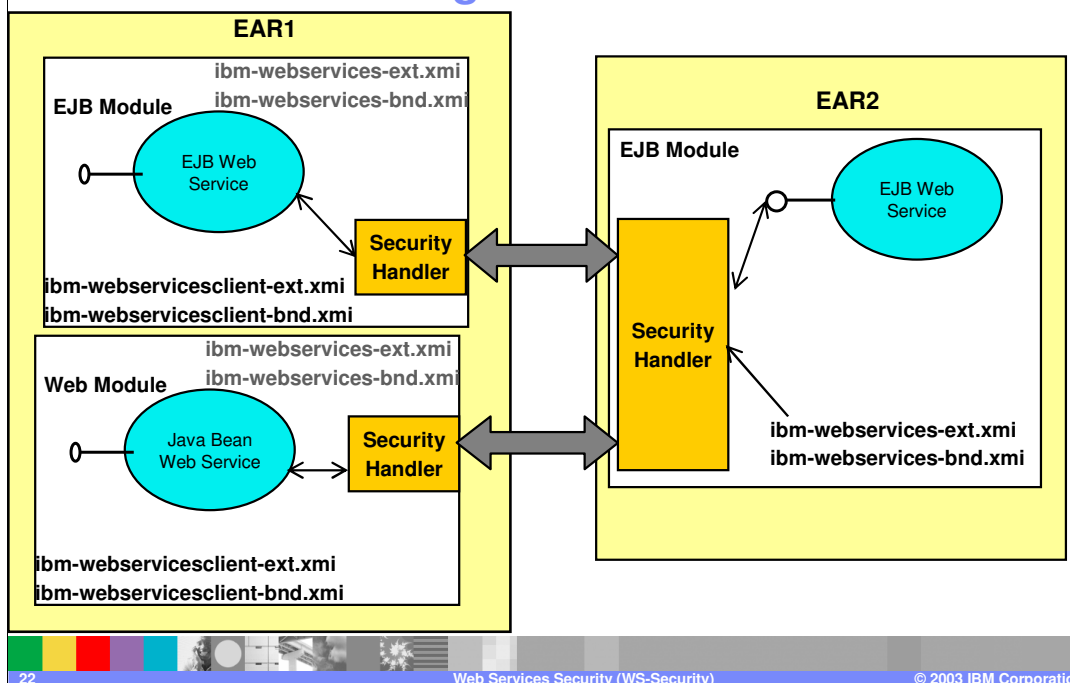 EAR1
ibm-webservices-ext.xmi
ibm-webservices-bnd.xmi
EJB Module
EJB Web
Service
Security
Handler
ibm-webservicesclient-ext.xmi
ibm-webservicesclient-bnd.xmi
ibm-webservices-ext.xmi
ibm-webservices-bnd.xmi
Web Module
Java Bean
Web Service
Security
Handler
ibm-webservicesclient-ext.xmi
ibm-webservicesclient-bnd.xmi
EAR2
EJB Module
EJB Web
Service
Security
Handler
ibm-webservices-ext.xmi
ibm-webservices-bnd.xmi
22
Web Services Security (WS-Security)
© 2003 IBM Corporatio